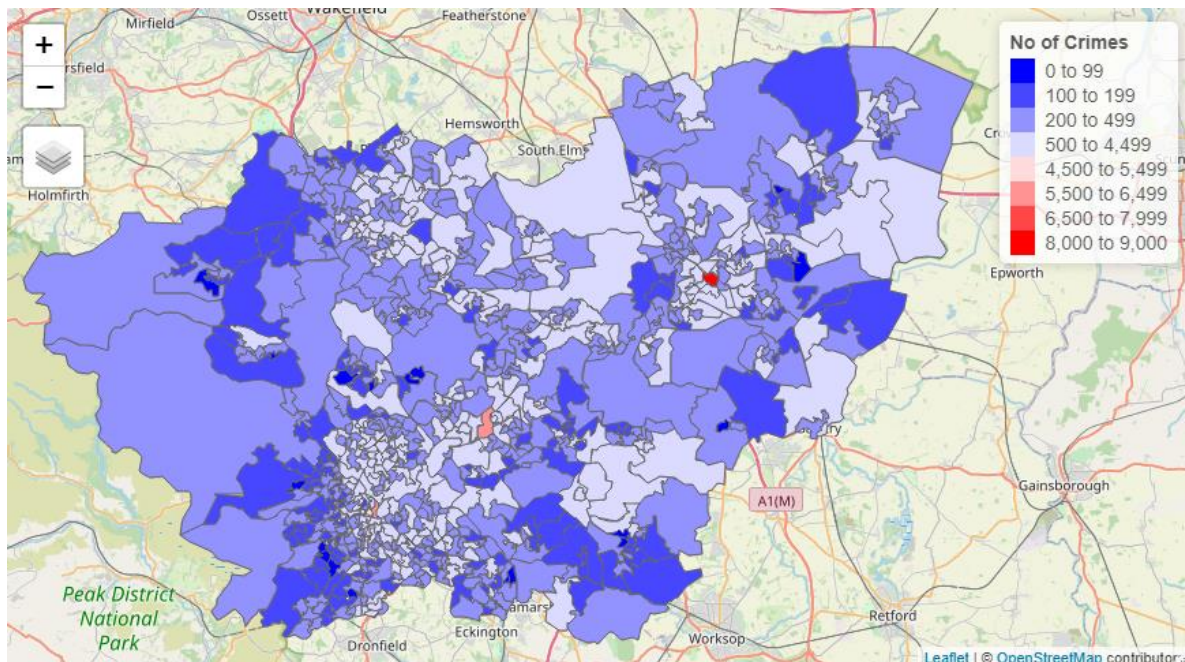 Mirfield
Ossett
Wakefield
Featherstone
+
−
Hemsworth
South Elms
Holmfirth
No of Crimes
0 to 99
100 to 199
200 to 499
500 to 4,499
4,500 to 5,499
5,500 to 6,499
6,500 to 7,999
8,000 to 9,000
Epworth
A1(M)
Gainsborough
Peak District
National
Park
Dronfield
Eckington
Worksop
Retford
Leaflet | © OpenStreetMap contributor